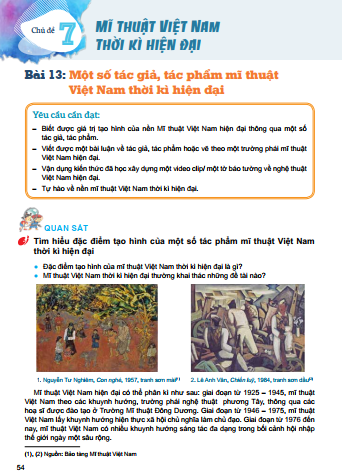 Chủ đề 7
MĨ THUẬT VIỆT NAM
THỜI KÌ HIỆN ĐẠI
Bài 13: Một số tác giả, tác phẩm mĩ thuật
Việt Nam thời kì hiện đại
Yêu cầu cần đạt:
– Biết được giá trị tạo hình của nền Mĩ thuật Việt Nam hiện đại thông qua một số
tác giả, tác phẩm.
– Viết được một bài luận về tác giả, tác phẩm hoặc vẽ theo một trường phái mĩ thuật
Việt Nam hiện đại.
– Vận dụng kiến thức đã học xây dựng một video clip/ một tờ báo tường về nghệ thuật
Việt Nam hiện đại.
– Tự hào về nền mĩ thuật Việt Nam thời kì hiện đại.
QUAN SÁT
Tìm hiểu đặc điểm tạo hình của một số tác phẩm mĩ thuật Việt Nam
thời kì hiện đại
Đặc điểm tạo hình của mĩ thuật Việt Nam thời kì hiện đại là gì?
Mĩ thuật Việt Nam thời kì hiện đại thường khai thác những đề tài nào?
1. Nguyễn Tư Nghiêm, Con nghé, 1957, tranh sơn mài(1)
2. Lê Anh Vân, Chiến luỹ, 1984, tranh sơn dầu(2)
Mĩ thuật Việt Nam hiện đại có thể phân kì như sau: giai đoạn từ 1925 – 1945, mĩ thuật
Việt Nam theo các khuynh hướng, trường phái nghệ thuật phương Tây, thông qua các
hoạ sĩ được đào tạo ở Trường Mĩ thuật Đông Dương. Giai đoạn từ 1946 – 1975, mĩ thuật
Việt Nam lấy khuynh hướng hiện thực xã hội chủ nghĩa làm chủ đạo. Giai đoạn từ 1976 đến
nay, mĩ thuật Việt Nam có nhiều khuynh hướng sáng tác đa dạng trong bối cảnh hội nhập
thế giới ngày một sâu rộng.
(1), (2) Nguồn: Bảo tàng Mĩ thuật Việt Nam
54